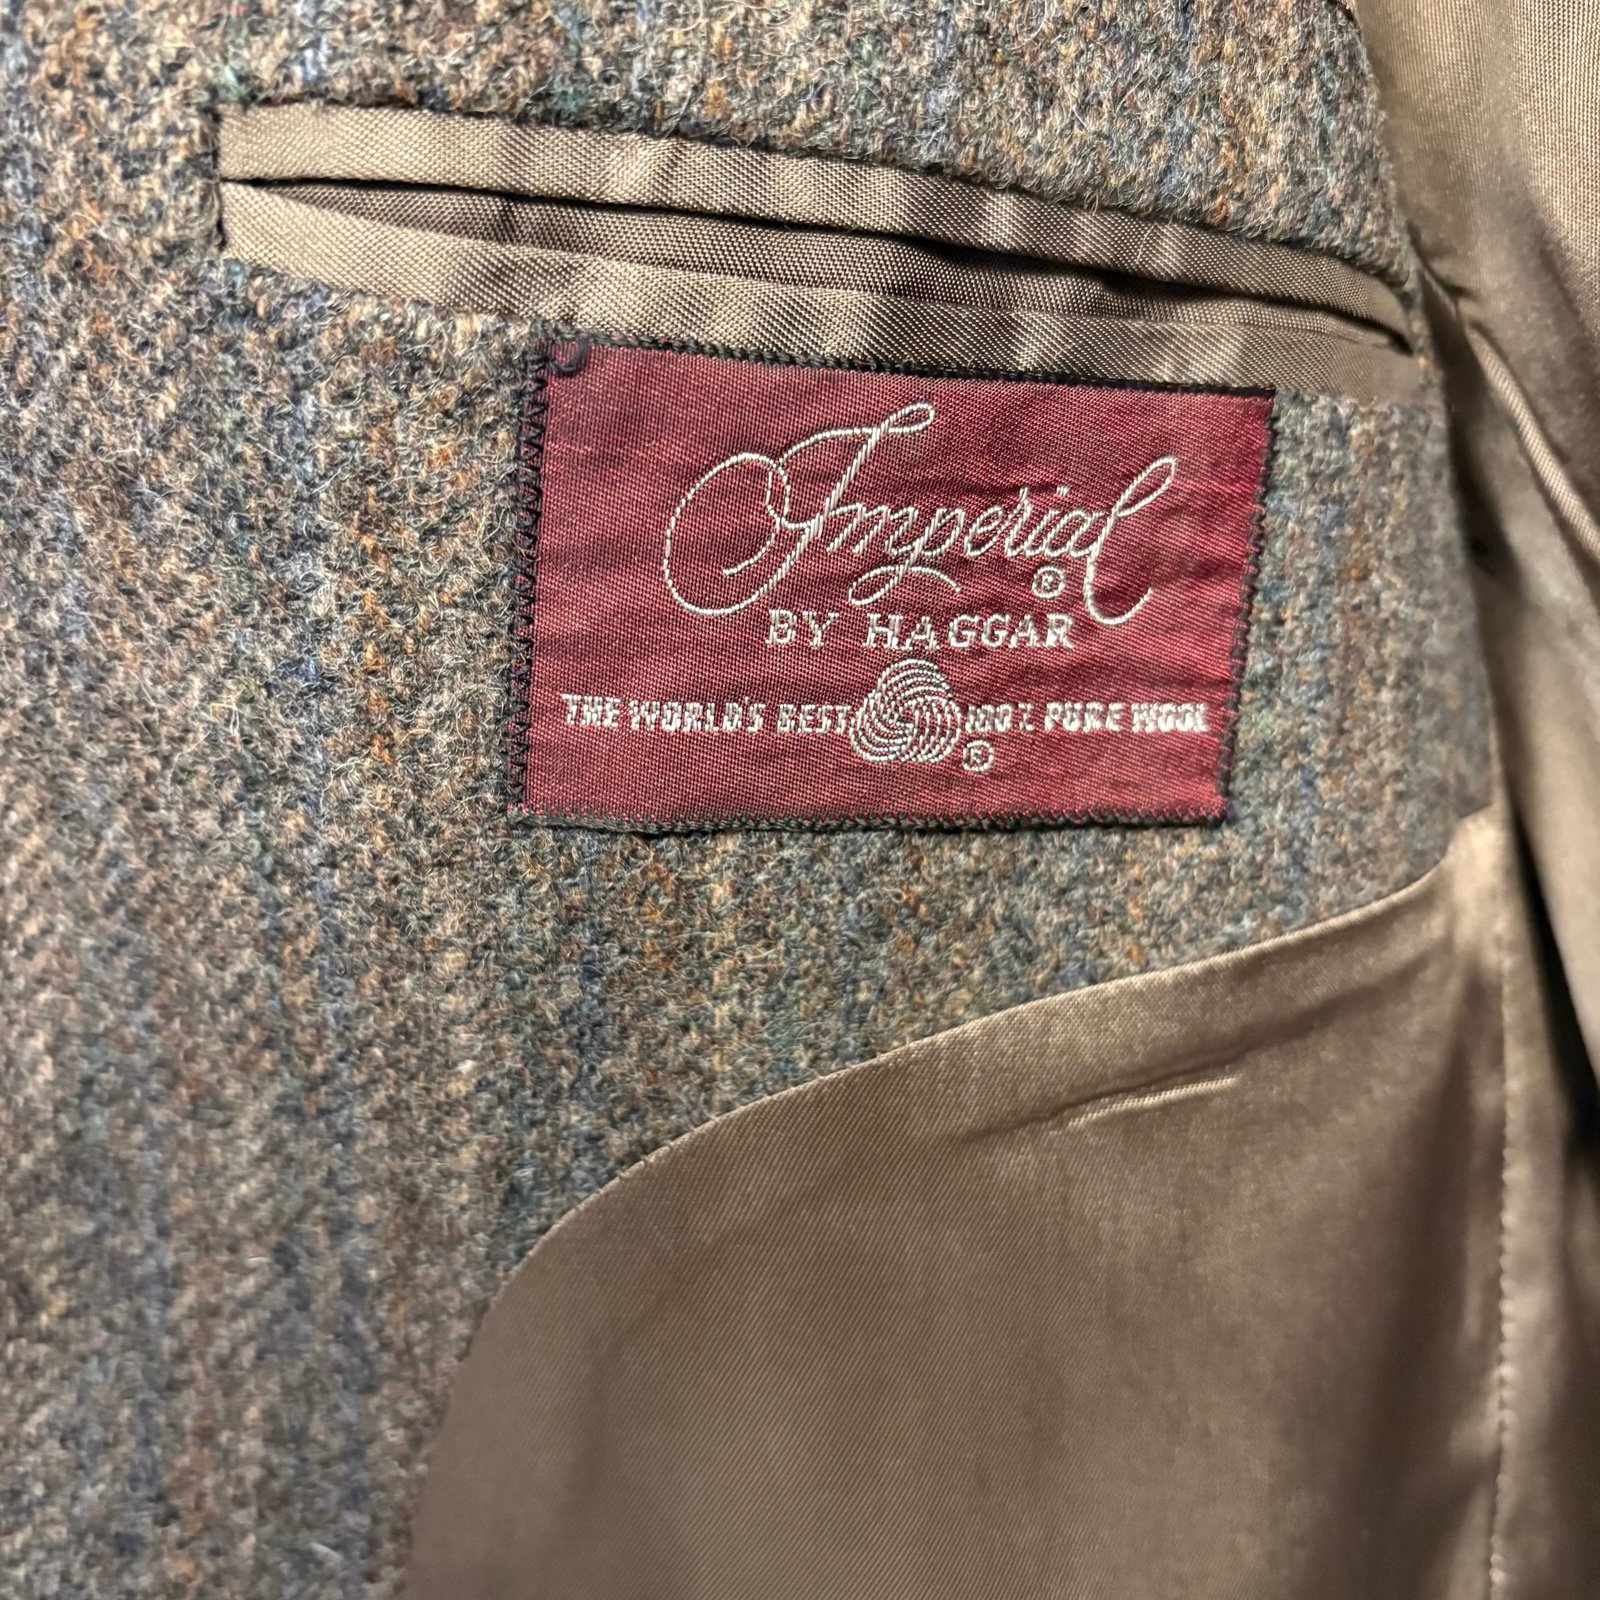 Imperial ®
BY HAGGAR
THE WORLD'S BEST 100% PURE WOOL
®